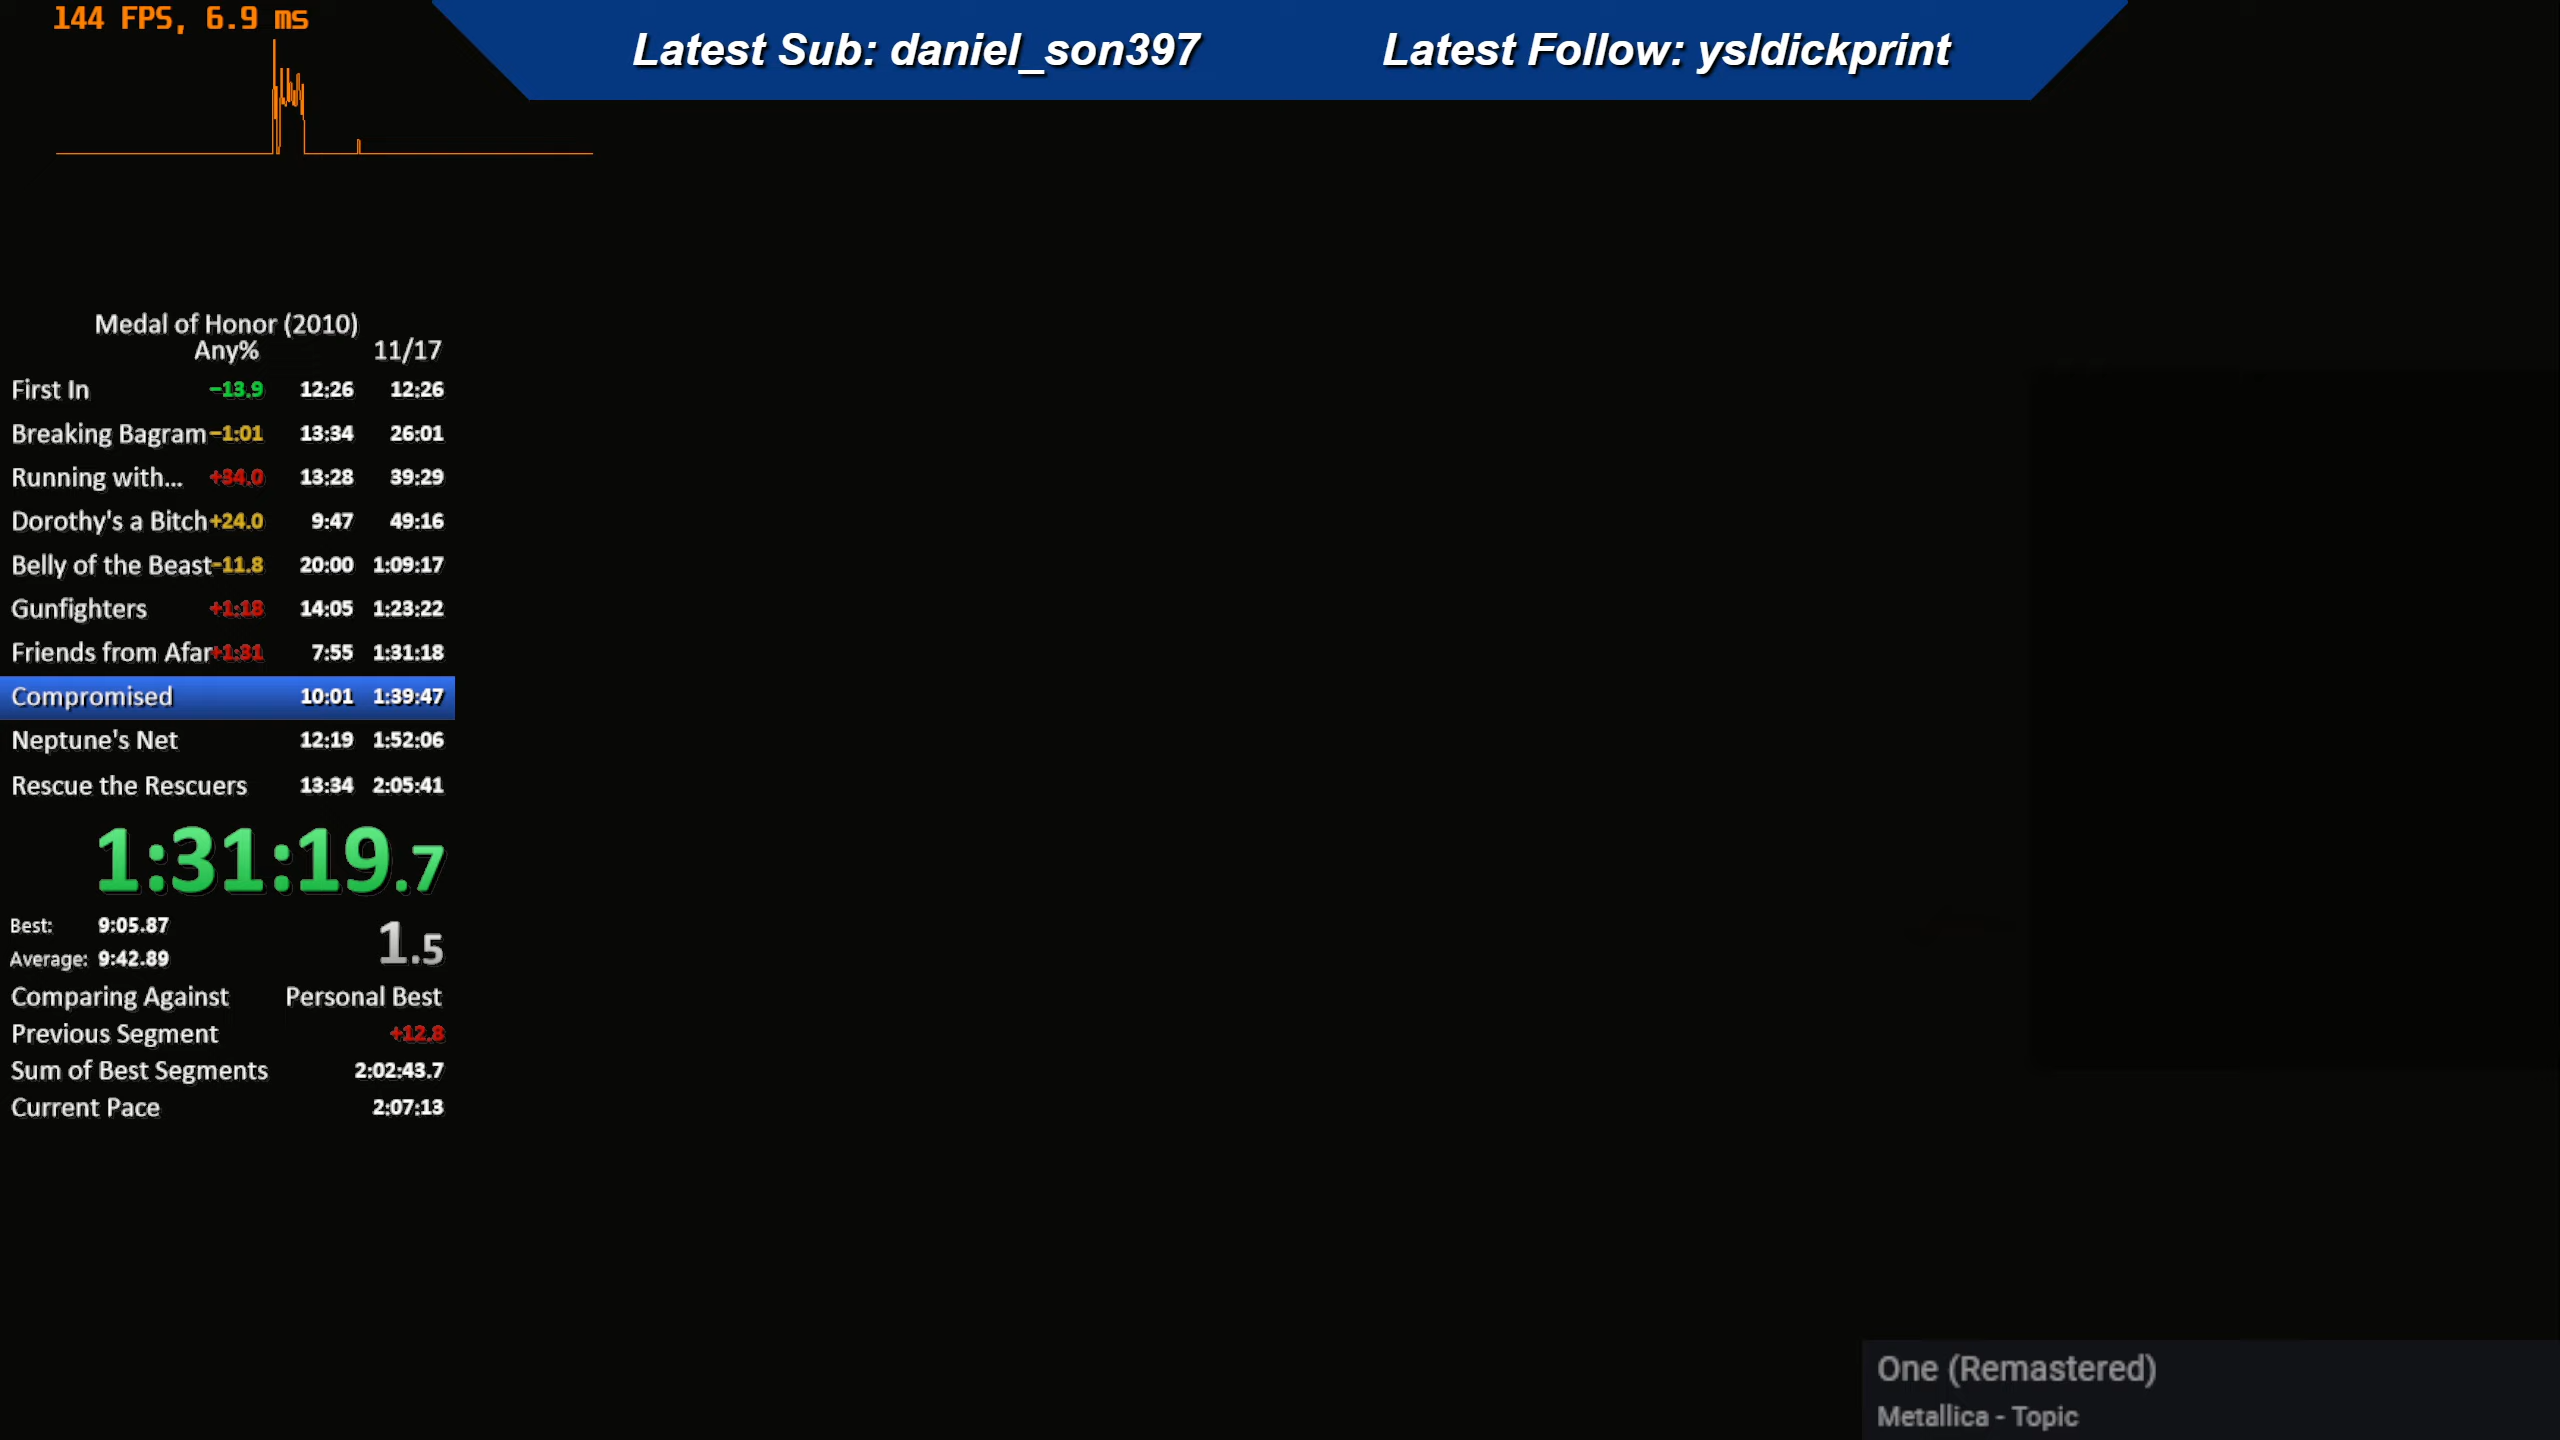 144 FPS, 6.9 ms
Latest Sub: daniel_son397 Latest Follow: ysldickprint
Medal of Honor (2010)
Any% 11/17
First In −13.9 12:26 12:26
Breaking Bagram −1:01 13:34 26:01
Running with... +34.0 13:28 39:29
Dorothy's a Bitch +24.0 9:47 49:16
Belly of the Beast −11.8 20:00 1:09:17
Gunfighters +1:18 14:05 1:23:22
Friends from Afar +1:31 7:55 1:31:18
Compromised 10:01 1:39:47
Neptune's Net 12:19 1:52:06
Rescue the Rescuers 13:34 2:05:41
1:31:19.7
Best: 9:05.87 1.5
Average: 9:42.89
Comparing Against Personal Best
Previous Segment +12.8
Sum of Best Segments 2:02:43.7
Current Pace 2:07:13
One (Remastered)
Metallica - Topic